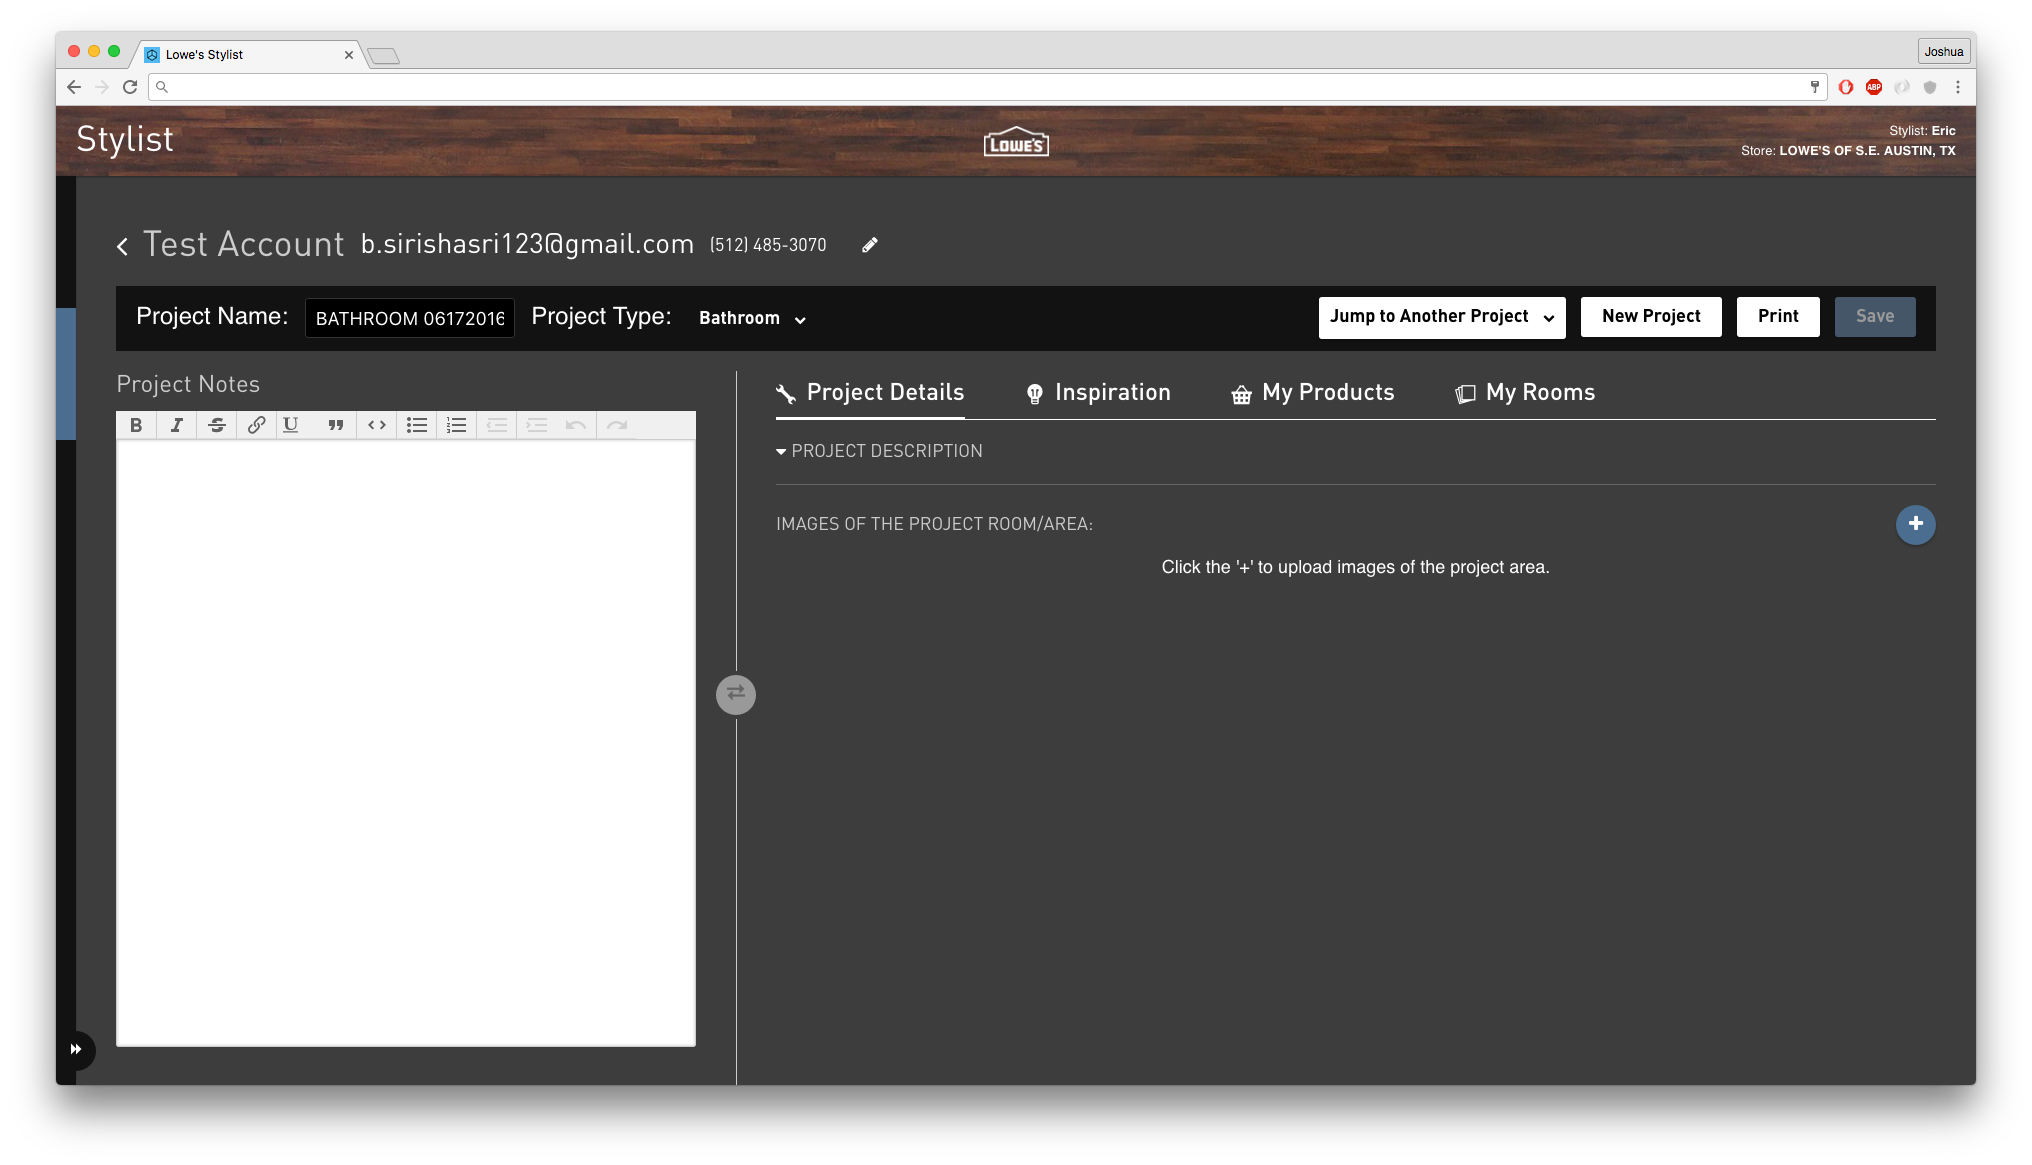 Lowe's Stylist
Joshua
ABP
Stylist
LOWE'S
Stylist: Eric
Store: LOWE'S OF S.E. AUSTIN, TX
Test Account b.sirishasri123@gmail.com (512) 485-3070
Project Name: BATHROOM 06172016 Project Type: Bathroom
Jump to Another Project New Project Print Save
Project Notes
Project Details Inspiration My Products My Rooms
B I S U
PROJECT DESCRIPTION
IMAGES OF THE PROJECT ROOM/AREA:
Click the '+' to upload images of the project area.